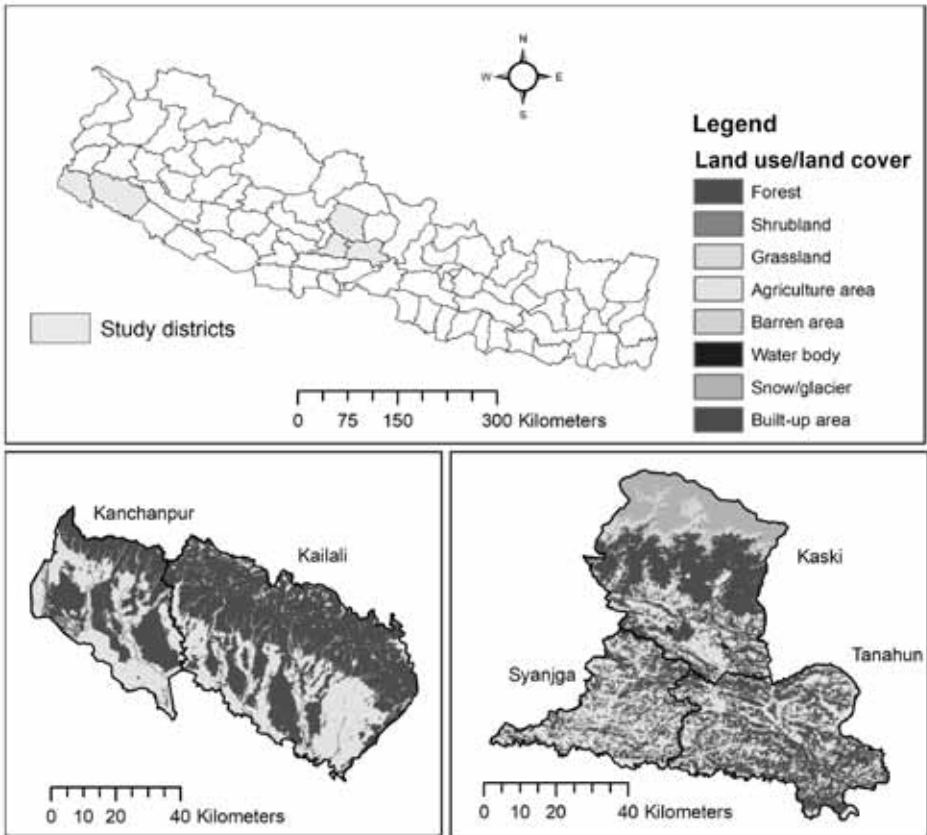 N
W E
S
Legend
Land use/land cover
Forest
Shrubland
Grassland
Agriculture area
Barren area
Water body
Snow/glacier
Built-up area
Study districts
0 75 150 300 Kilometers
Kanchanpur
Kailali
0 20 40 Kilometers
Kaski
Syanjga
Tanahun
0 20 40 Kilometers